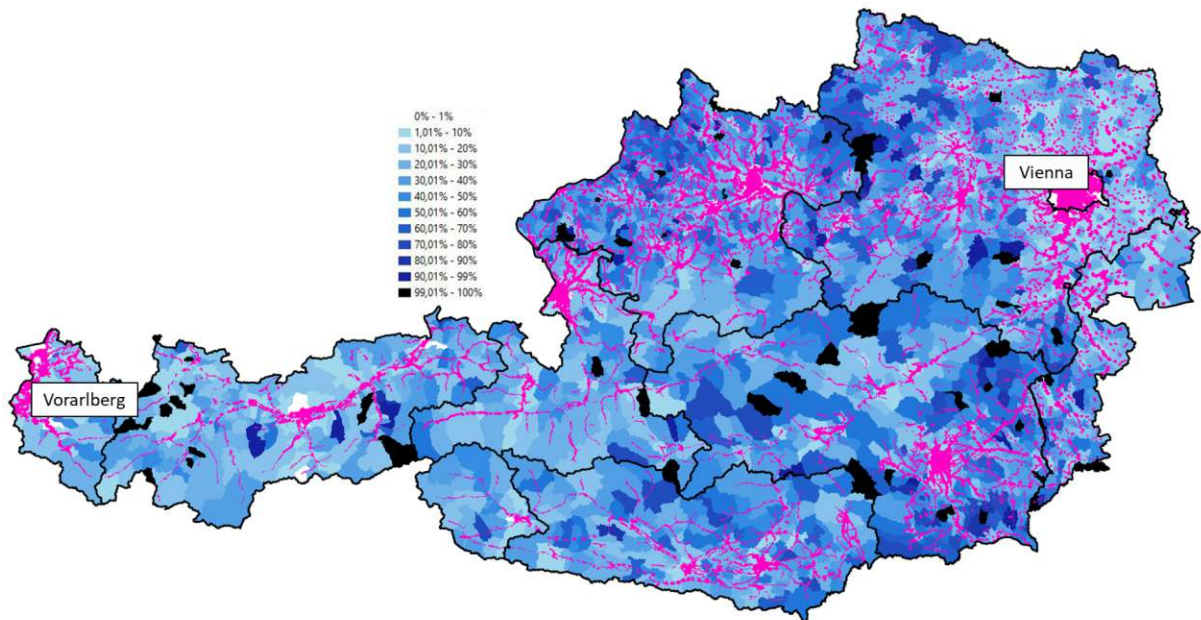 0% - 1%
1,01% - 10%
10,01% - 20%
20,01% - 30%
30,01% - 40%
40,01% - 50%
50,01% - 60%
60,01% - 70%
70,01% - 80%
80,01% - 90%
90,01% - 99%
99,01% - 100%
Vienna
Vorarlberg